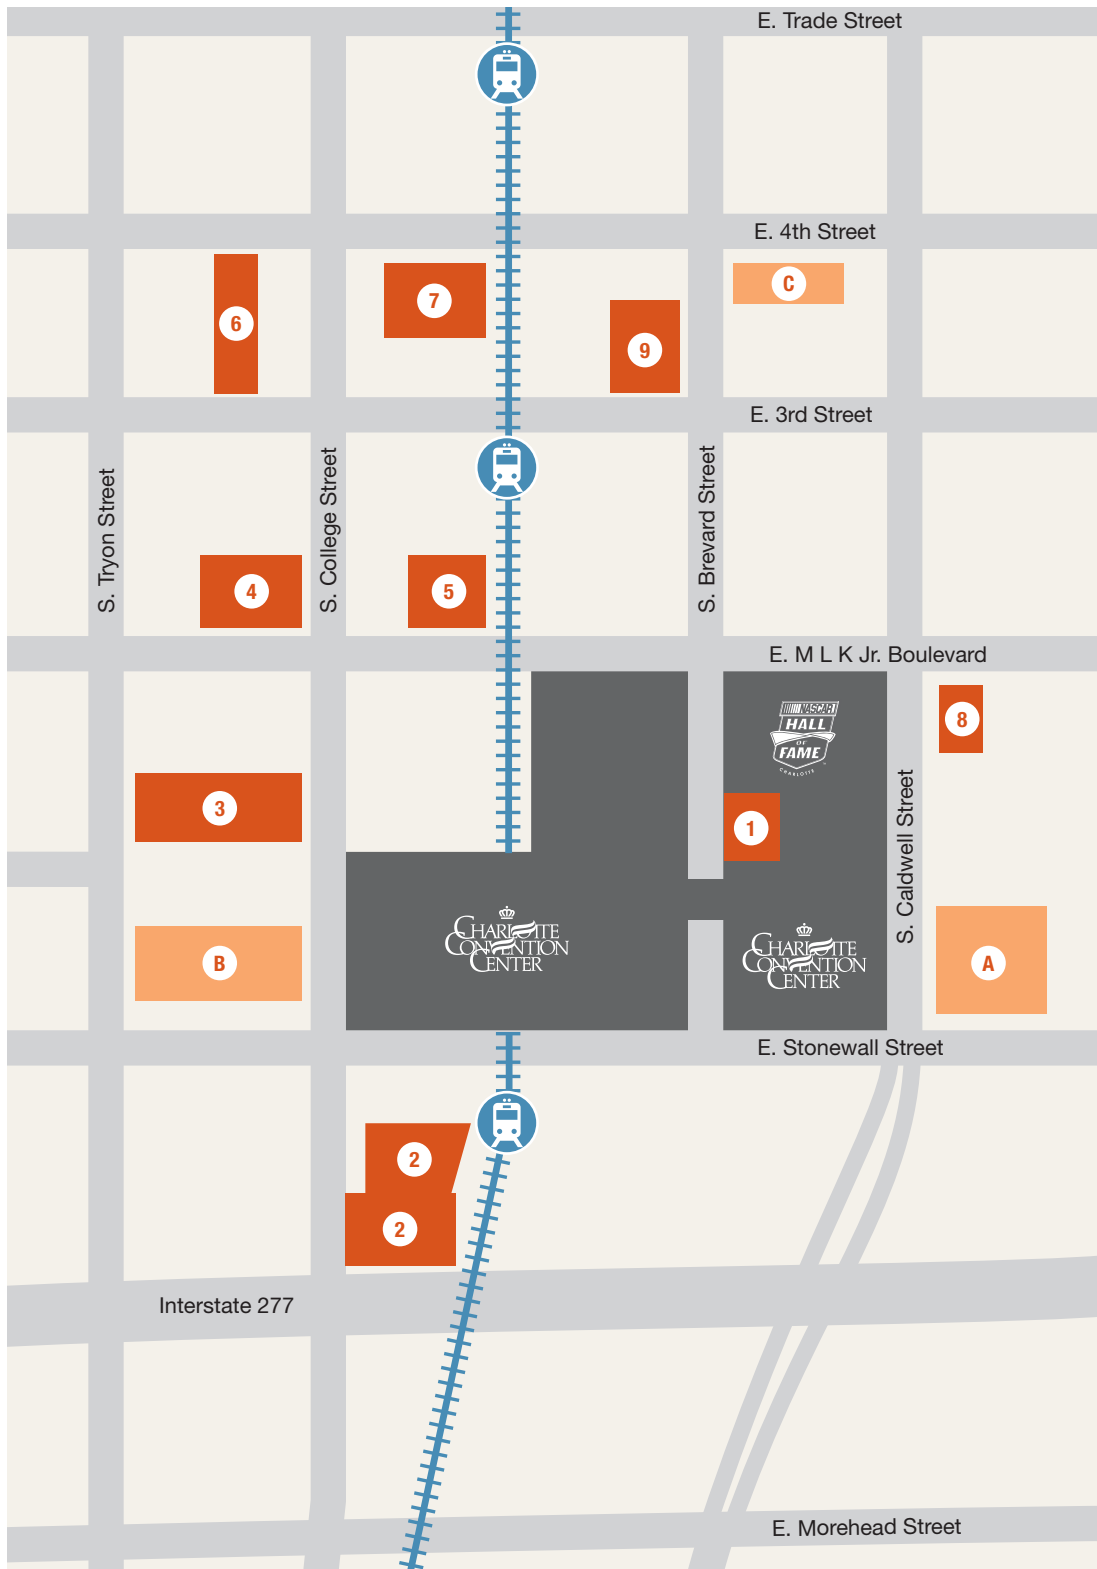 E. Trade Street
E. 4th Street
C
6
7
9
E. 3rd Street
S. Tryon Street
S. College Street
S. Brevard Street
4
5
E. M L K Jr. Boulevard
NASCAR
HALL
OF
FAME
CHARLOTTE
8
3
1
S. Caldwell Street
CHARLOTTE
CONVENTION
CENTER
CHARLOTTE
CONVENTION
CENTER
B
A
E. Stonewall Street
2
2
Interstate 277
E. Morehead Street